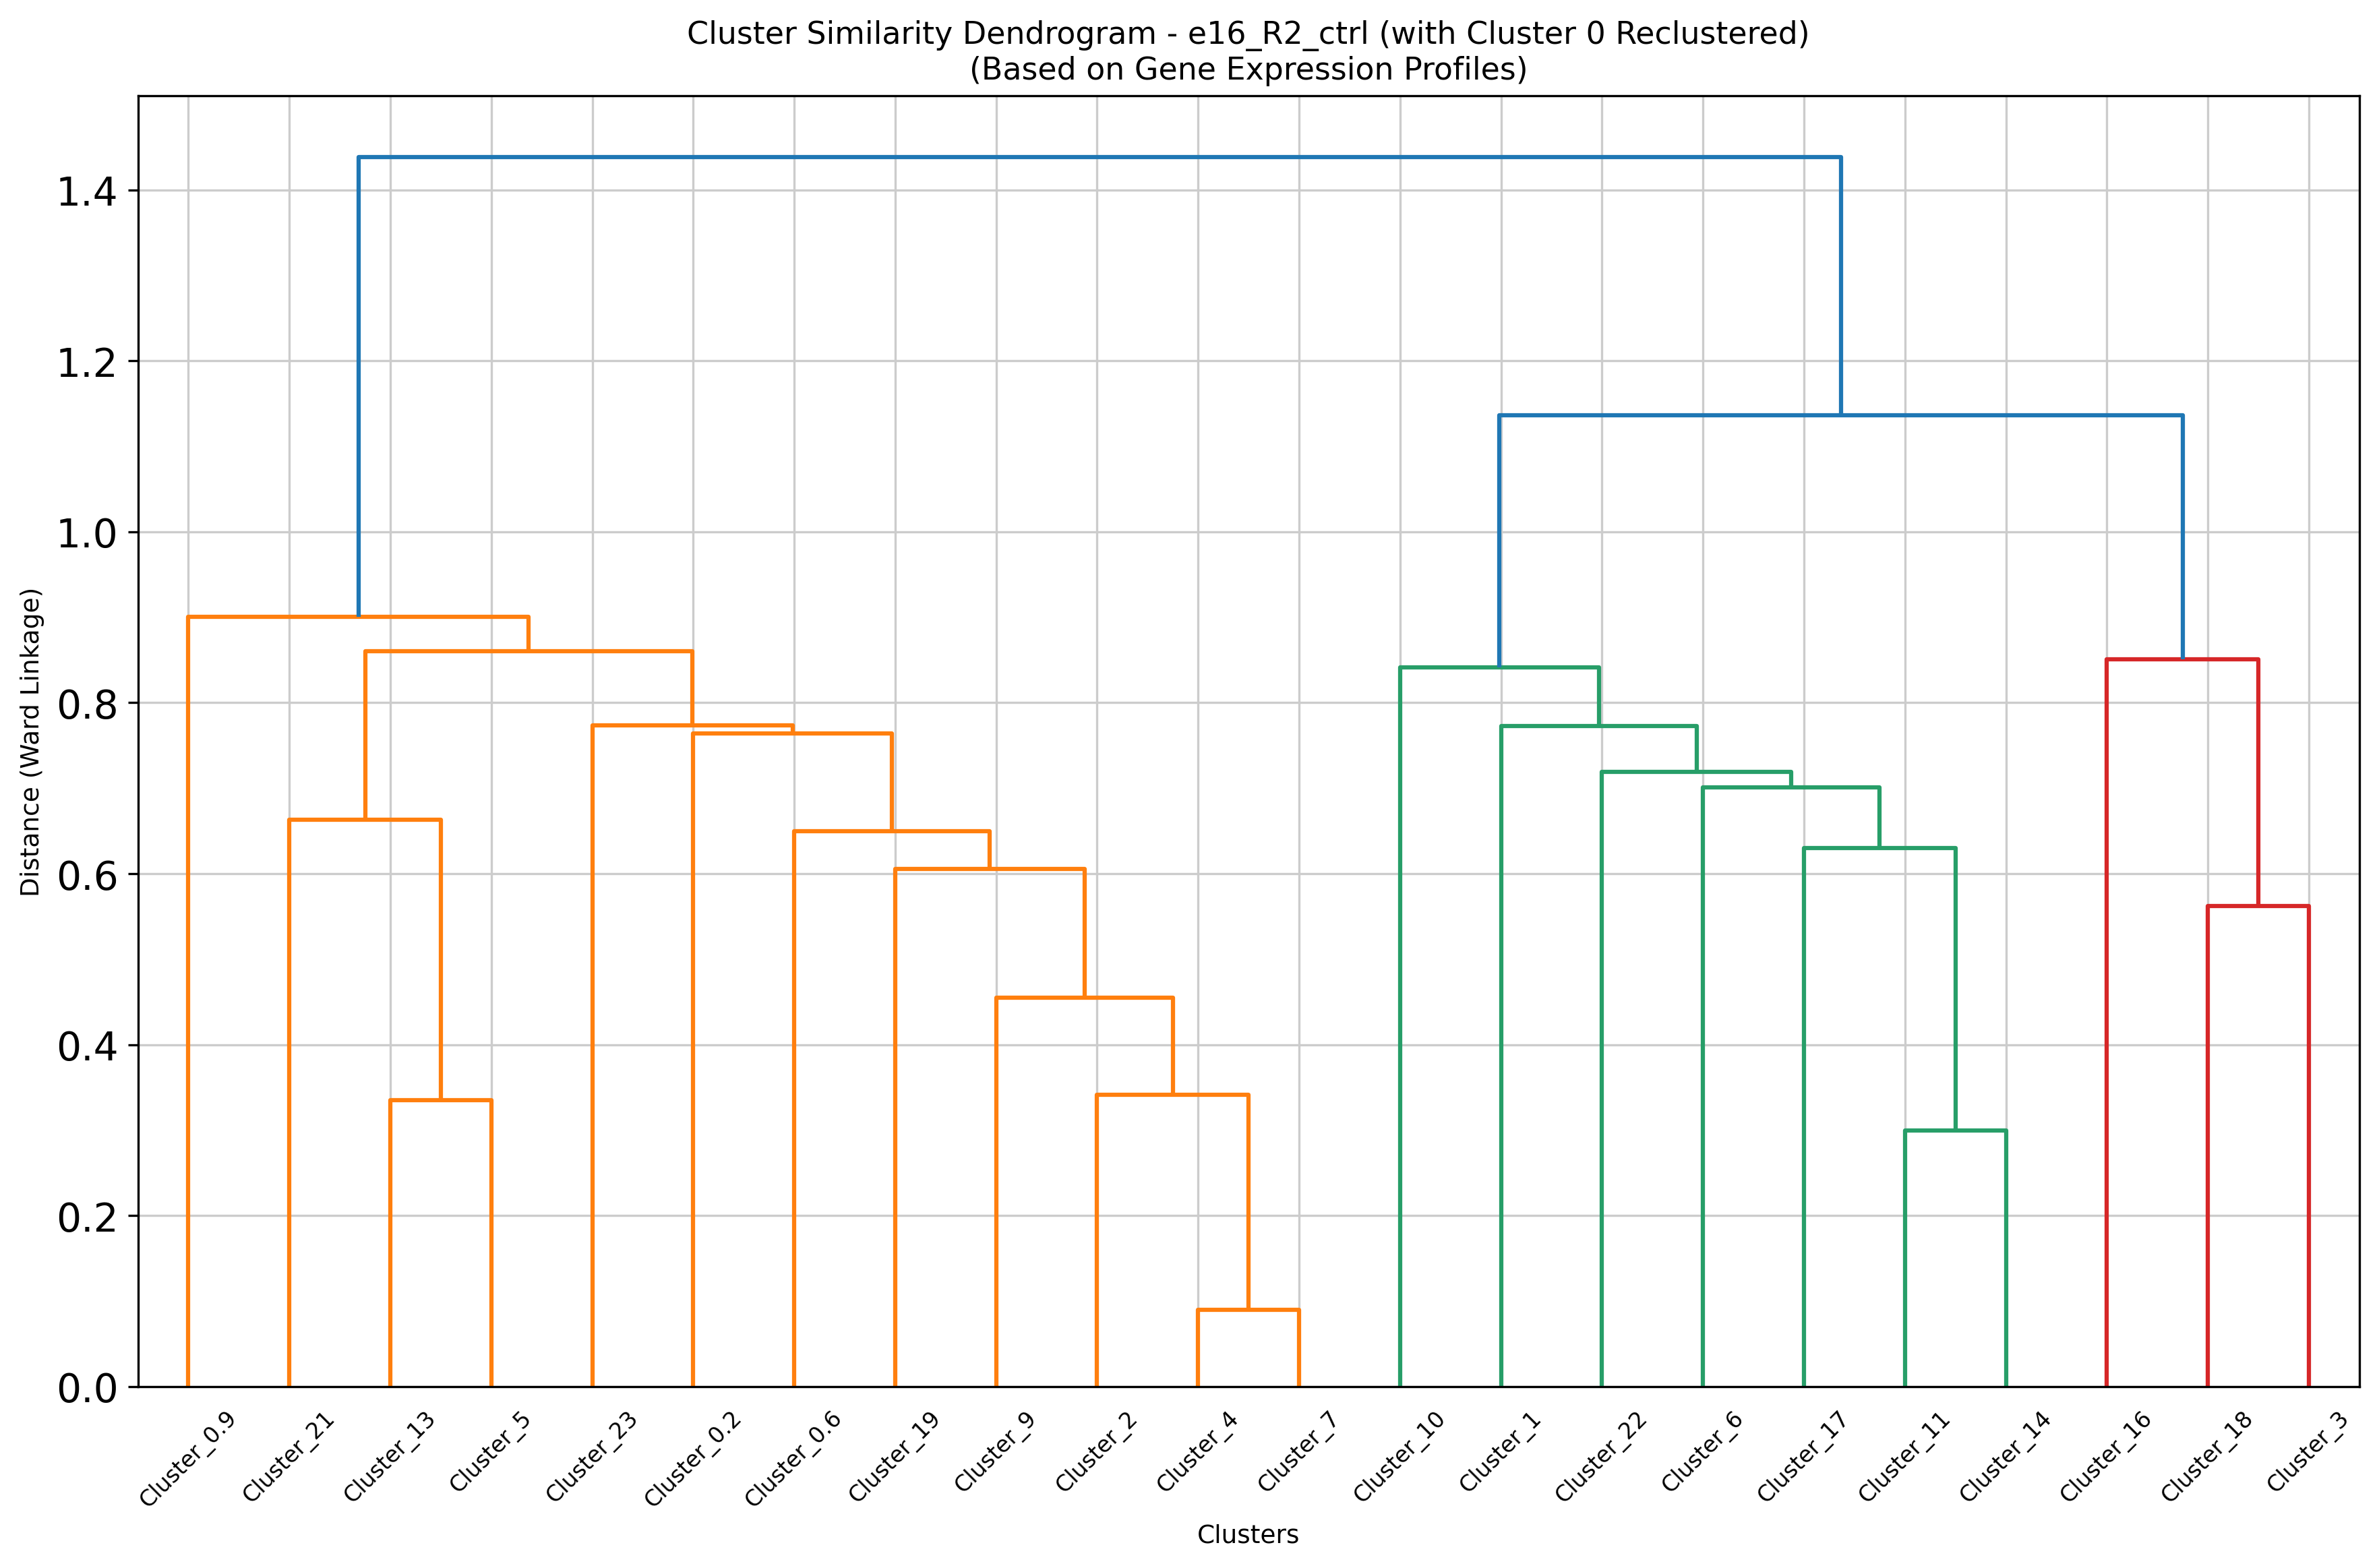 Cluster Similarity Dendrogram - e16_R2_ctrl (with Cluster 0 Reclustered)
(Based on Gene Expression Profiles)
Distance (Ward Linkage)
1.4
1.2
1.0
0.8
0.6
0.4
0.2
0.0
Cluster_0.9
Cluster_21
Cluster_13
Cluster_5
Cluster_23
Cluster_0.2
Cluster_0.6
Cluster_19
Cluster_9
Cluster_2
Cluster_4
Cluster_7
Cluster_10
Cluster_1
Cluster_22
Cluster_6
Cluster_17
Cluster_11
Cluster_14
Cluster_16
Cluster_18
Cluster_3
Clusters